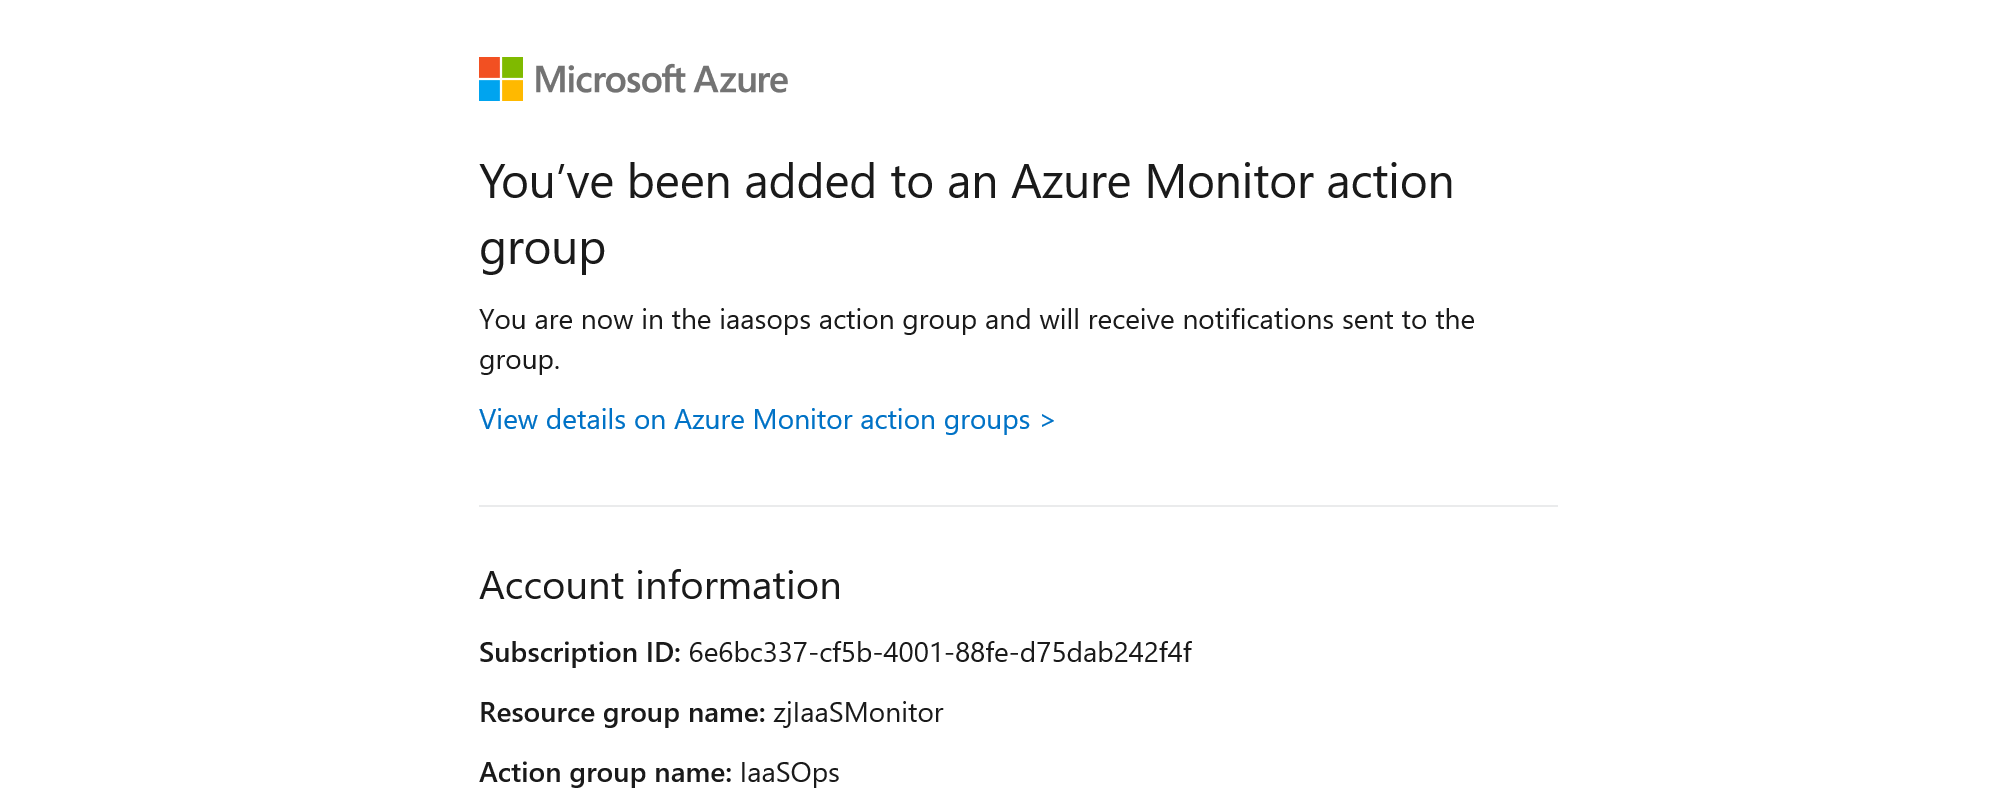 Microsoft Azure
You’ve been added to an Azure Monitor action
group
You are now in the iaasops action group and will receive notifications sent to the
group.
View details on Azure Monitor action groups >
Account information
Subscription ID: 6e6bc337-cf5b-4001-88fe-d75dab242f4f
Resource group name: zjIaaSMonitor
Action group name: IaaSOps